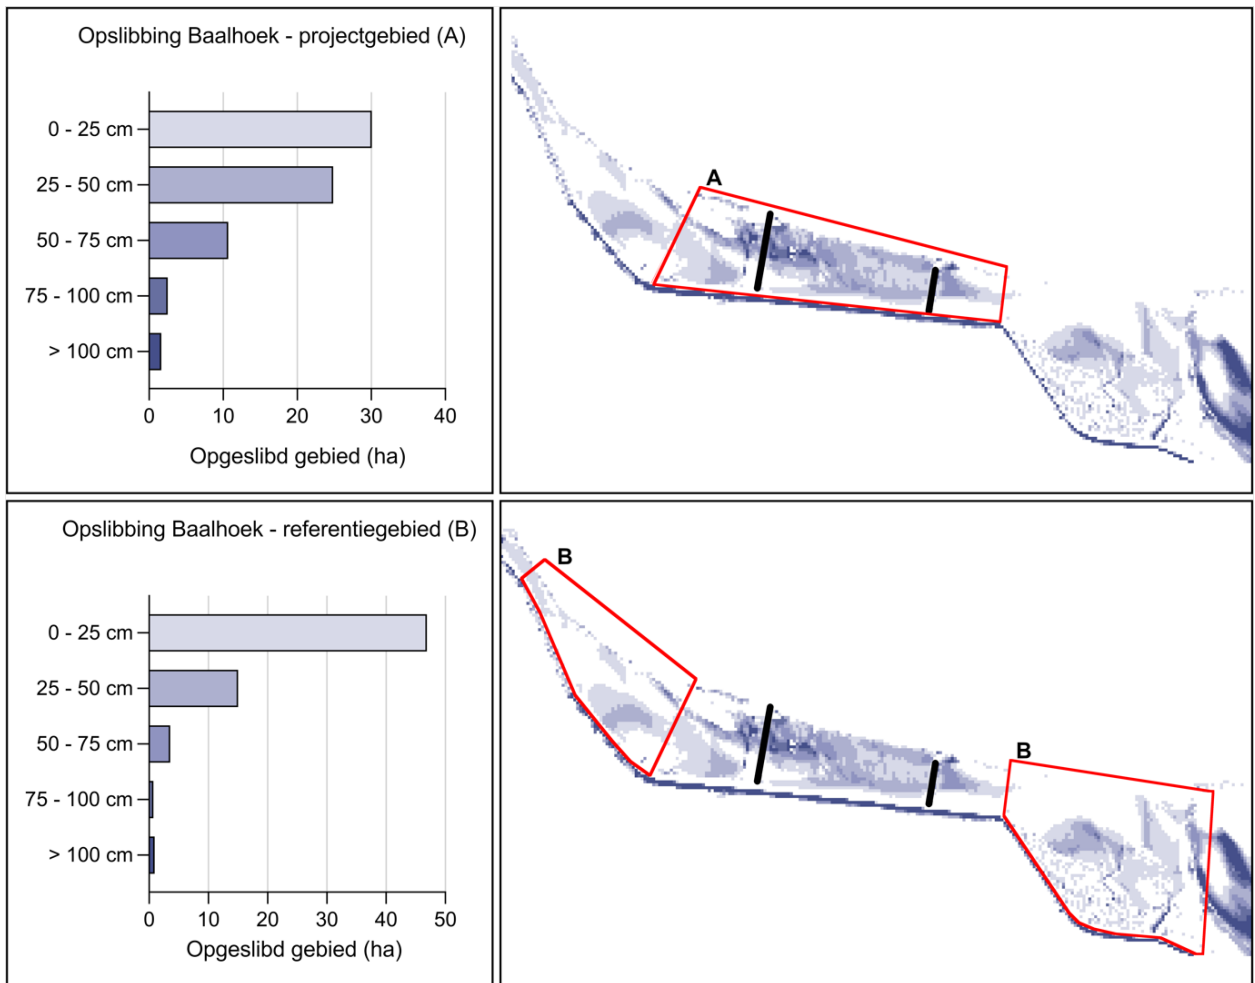 Opslibbing Baalhoek - projectgebied (A)
0 - 25 cm
25 - 50 cm
50 - 75 cm
75 - 100 cm
> 100 cm
0 10 20 30 40
Opgeslibd gebied (ha)
A
Opslibbing Baalhoek - referentiegebied (B)
0 - 25 cm
25 - 50 cm
50 - 75 cm
75 - 100 cm
> 100 cm
0 10 20 30 40 50
Opgeslibd gebied (ha)
B
B